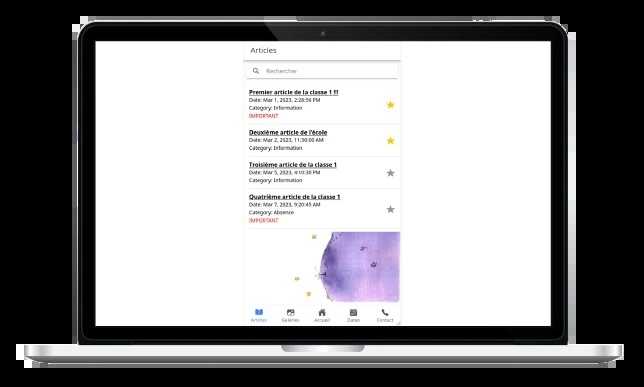 Articles
Rechercher
Premier article de la classe 1 !!!
Date: Mar 1, 2023, 2:28:56 PM
Category: Information
IMPORTANT
Deuxième article de l'école
Date: Mar 2, 2023, 11:30:00 AM
Category: Information
Troisième article de la classe 1
Date: Mar 5, 2023, 4:10:30 PM
Category: Information
Quatrième article de la classe 1
Date: Mar 7, 2023, 9:20:45 AM
Category: Absence
IMPORTANT
Articles Galeries Accueil Dates Contact